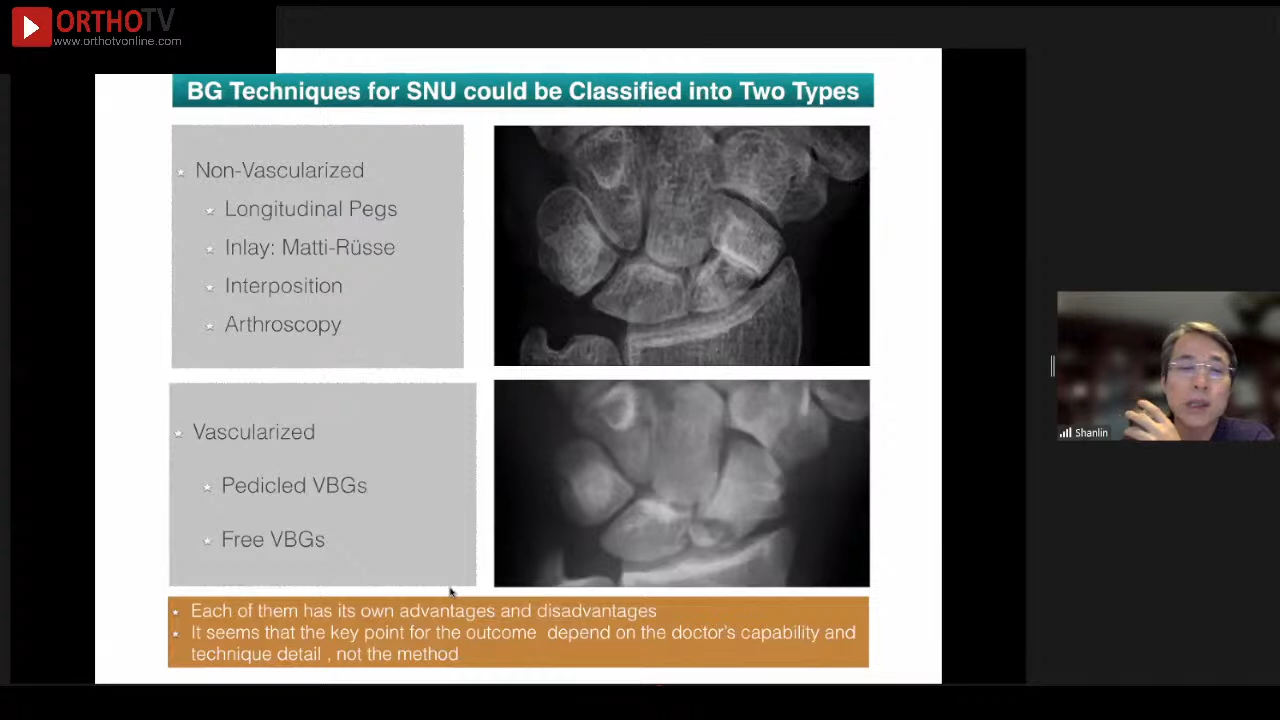 ORTHOTV
www.orthotvonline.com
BG Techniques for SNU could be Classified into Two Types
Non-Vascularized
Longitudinal Pegs
Inlay: Matti-Rüsse
Interposition
Arthroscopy
Vascularized
Pedicled VBGs
Free VBGs
Each of them has its own advantages and disadvantages
It seems that the key point for the outcome depend on the doctor's capability and
technique detail , not the method
Shanlin